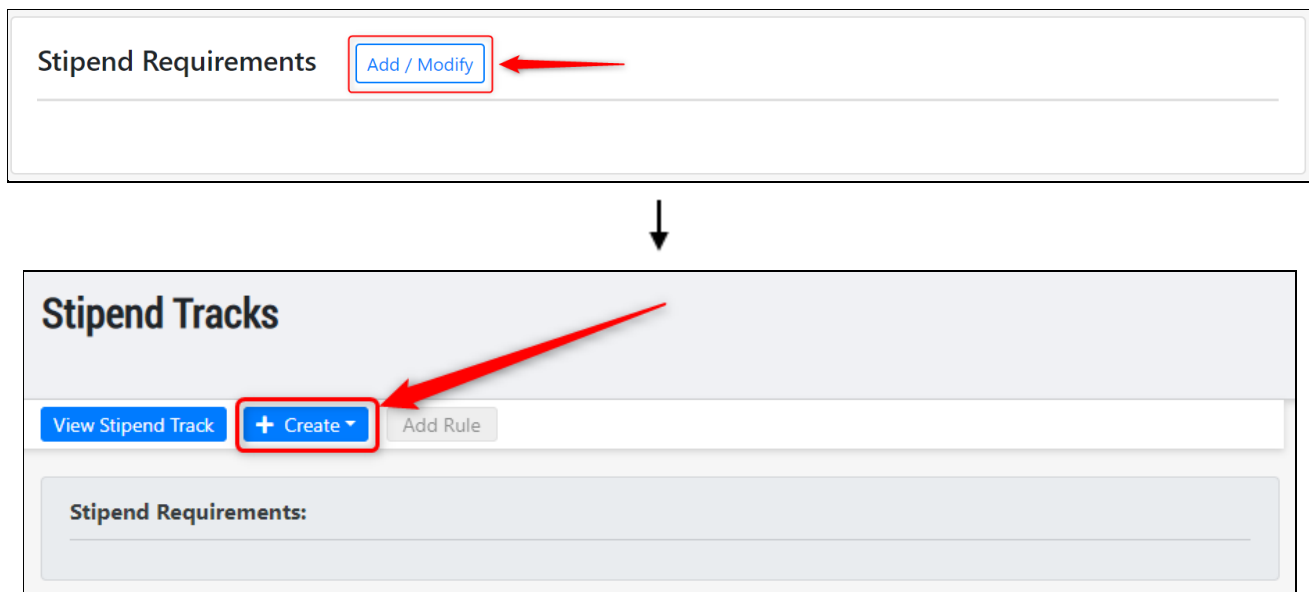 Stipend Requirements Add / Modify
Stipend Tracks
View Stipend Track + Create Add Rule
Stipend Requirements: